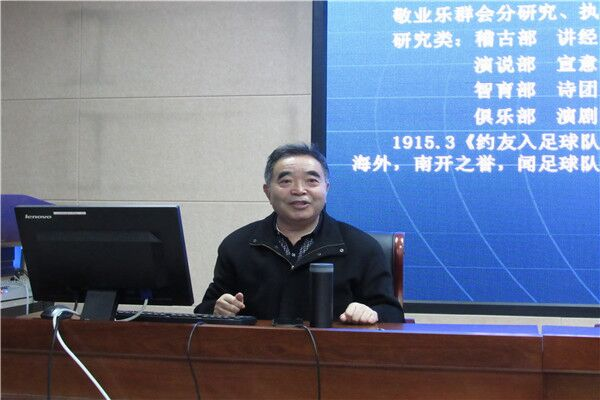 敬业乐群会分研究、执
研究类：稽古部 讲经
演说部 宣意
智育部 诗团
俱乐部 演剧
1915.3《约友入足球队
海外，南开之誉，闻足球队
lenovo